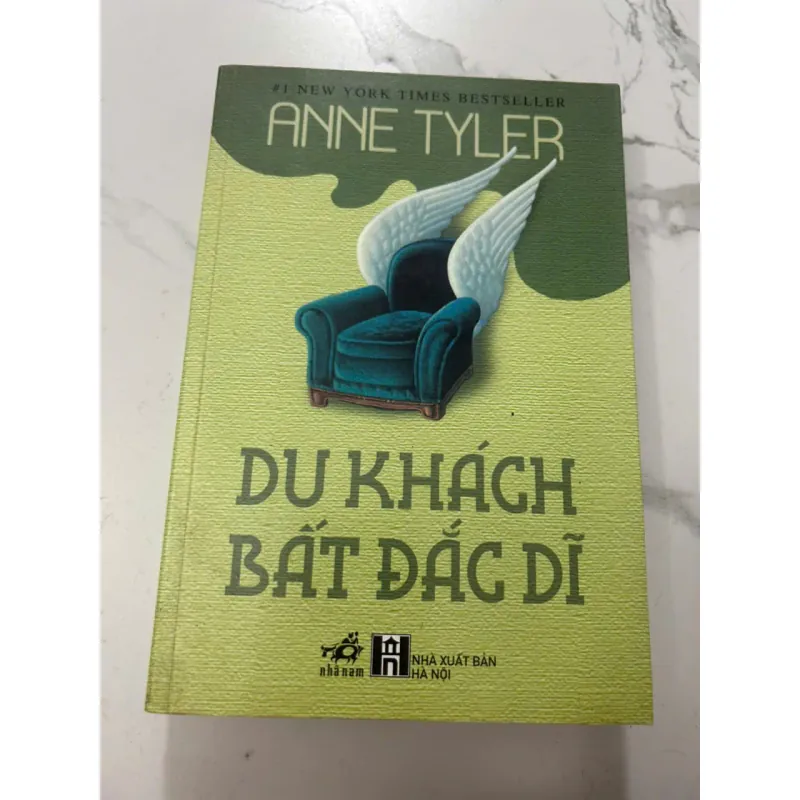 #1 NEW YORK TIMES BESTSELLER
ANNE TYLER
DU KHÁCH
BẤT ĐẮC DĨ
nhã nam
NHÀ XUẤT BẢN
HÀ NỘI